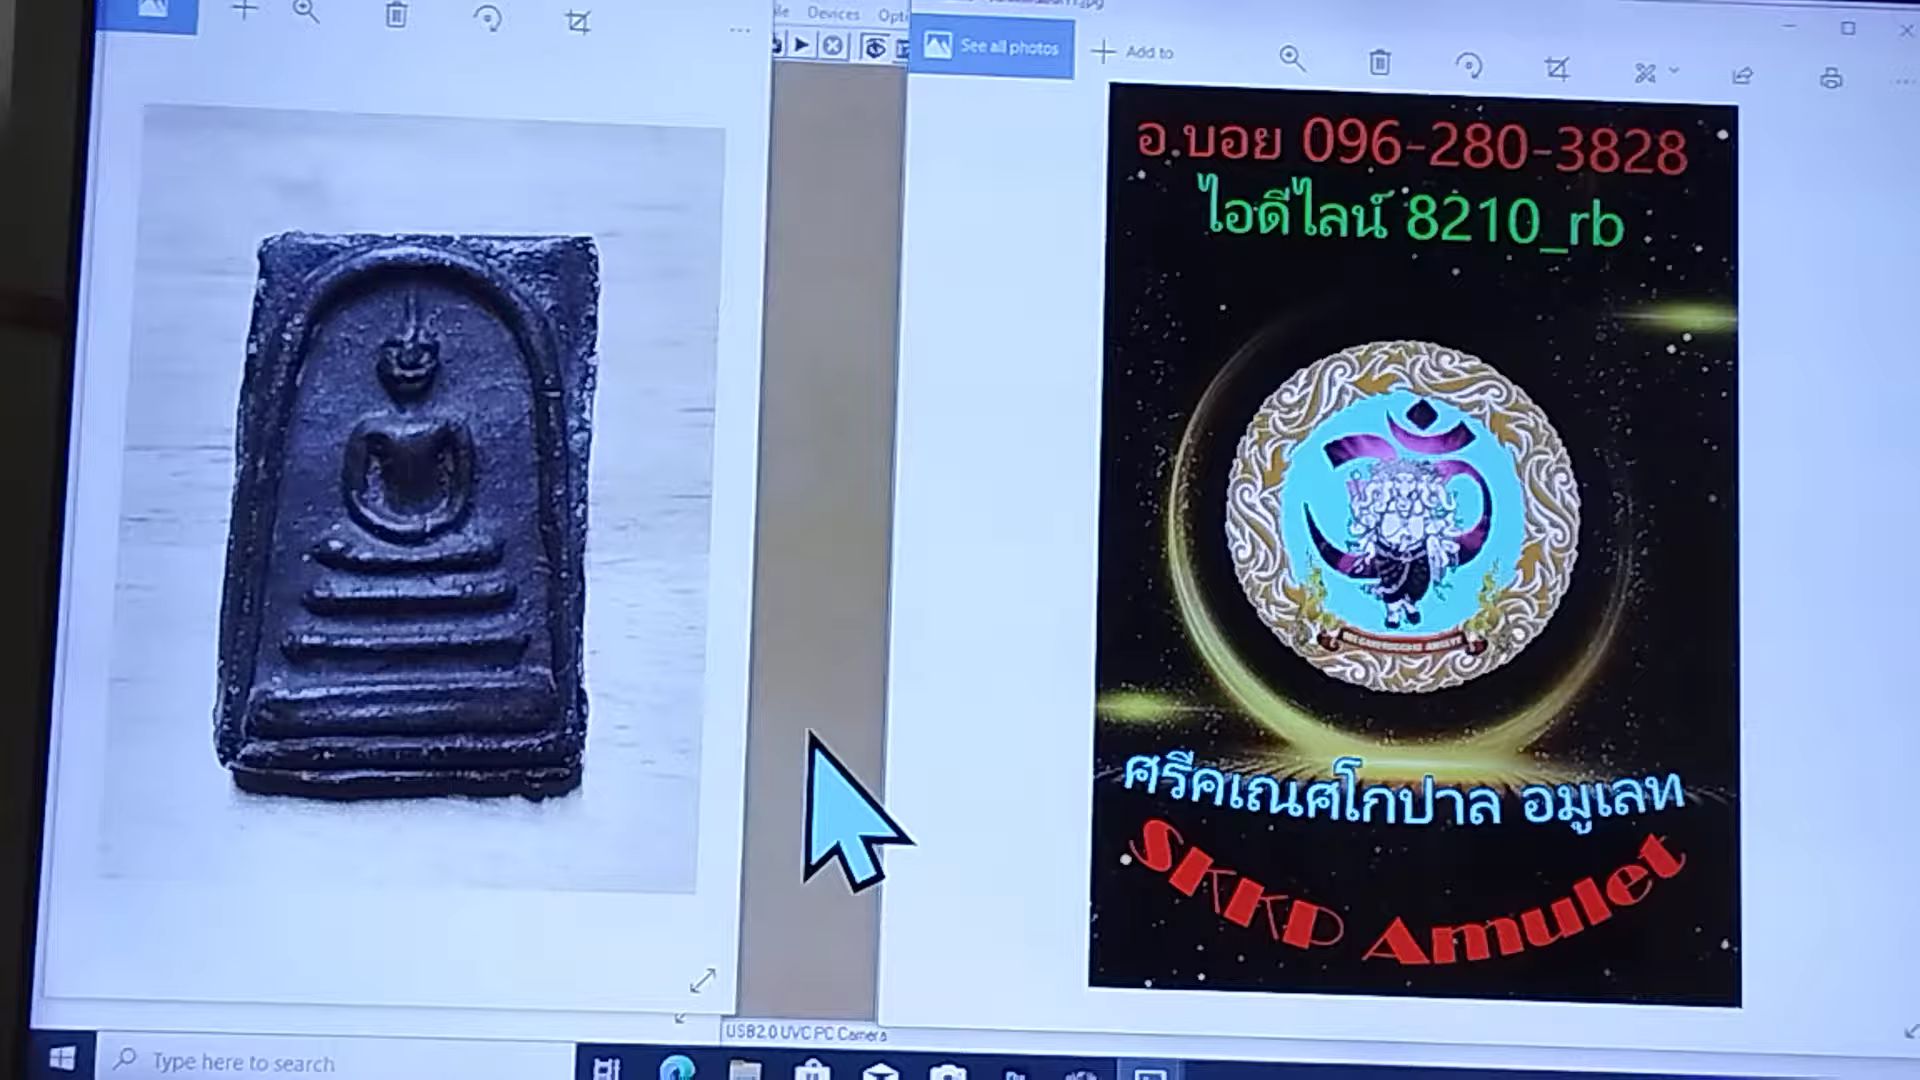 Devices
See all photos
Add to
อ.บอย 096-280-3828
ไอดีไลน์ 8210_rb
ศรีคเณศโกปาล อมูเลท
SKKP Amulet
USB2.0 UVC PC Camera
Type here to search